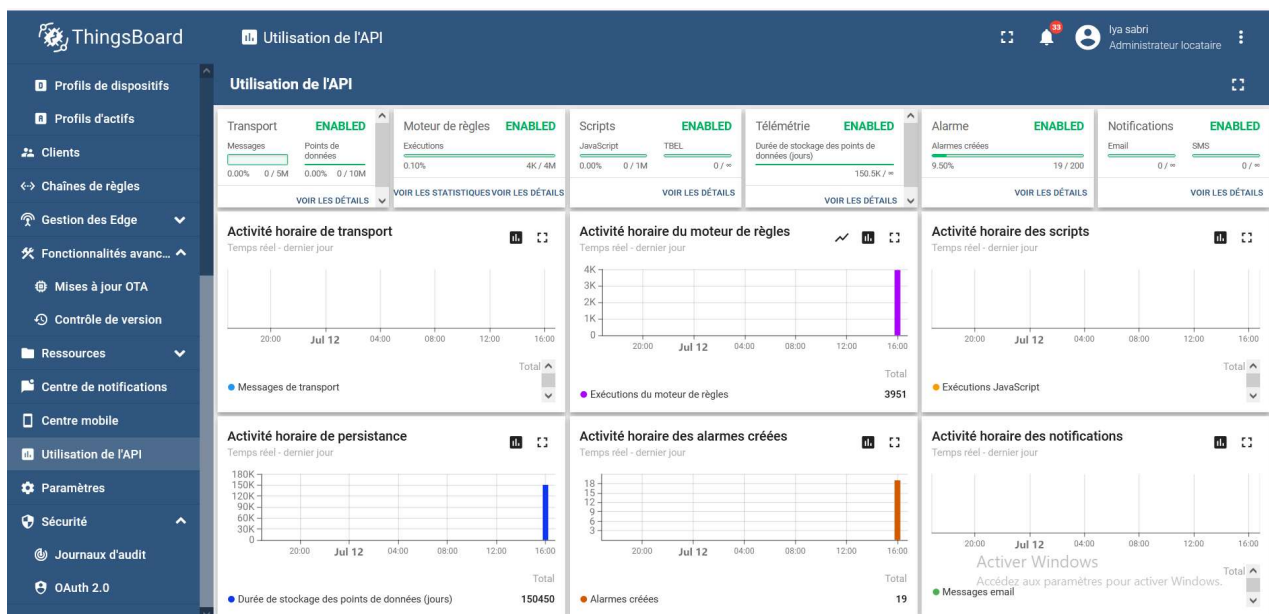 ThingsBoard
Utilisation de l'API
33
Iya sabri
Administrateur locataire
Profils de dispositifs
Profils d'actifs
Clients
Chaînes de règles
Gestion des Edge
Fonctionnalités avanc...
Mises à jour OTA
Contrôle de version
Ressources
Centre de notifications
Centre mobile
Utilisation de l'API
Paramètres
Sécurité
Journaux d'audit
OAuth 2.0
Utilisation de l'API
Transport ENABLED
Messages Points de
données
0.00% 0 / 5M 0.00% 0 / 10M
VOIR LES DÉTAILS
Moteur de règles ENABLED
Exécutions
0.10% 4K / 4M
VOIR LES STATISTIQUES VOIR LES DÉTAILS
Scripts ENABLED
JavaScript TBEL
0.00% 0 / 1M 0 / ∞
VOIR LES DÉTAILS
Télémétrie ENABLED
Durée de stockage des points de
données (jours)
150.5K / ∞
VOIR LES DÉTAILS
Alarme ENABLED
Alarmes créées
9.50% 19 / 200
VOIR LES DÉTAILS
Notifications ENABLED
Email SMS
0 / ∞ 0 / ∞
VOIR LES DÉTAILS
Activité horaire de transport
Temps réel - dernier jour
20:00 Jul 12 04:00 08:00 12:00 16:00
Total
Messages de transport
Activité horaire du moteur de règles
Temps réel - dernier jour
4K
3K
2K
1K
0
20:00 Jul 12 04:00 08:00 12:00 16:00
Total
Exécutions du moteur de règles 3951
Activité horaire des scripts
Temps réel - dernier jour
20:00 Jul 12 04:00 08:00 12:00 16:00
Total
Exécutions JavaScript
Activité horaire de persistance
Temps réel - dernier jour
180K
150K
120K
90K
60K
30K
0
20:00 Jul 12 04:00 08:00 12:00 16:00
Total
Durée de stockage des points de données (jours) 150450
Activité horaire des alarmes créées
Temps réel - dernier jour
18
15
12
9
6
3
20:00 Jul 12 04:00 08:00 12:00 16:00
Total
Alarmes créées 19
Activité horaire des notifications
Temps réel - dernier jour
20:00 Jul 12 04:00 08:00 12:00 16:00
Total
Messages email
Activer Windows
Accédez aux paramètres pour activer Windows.